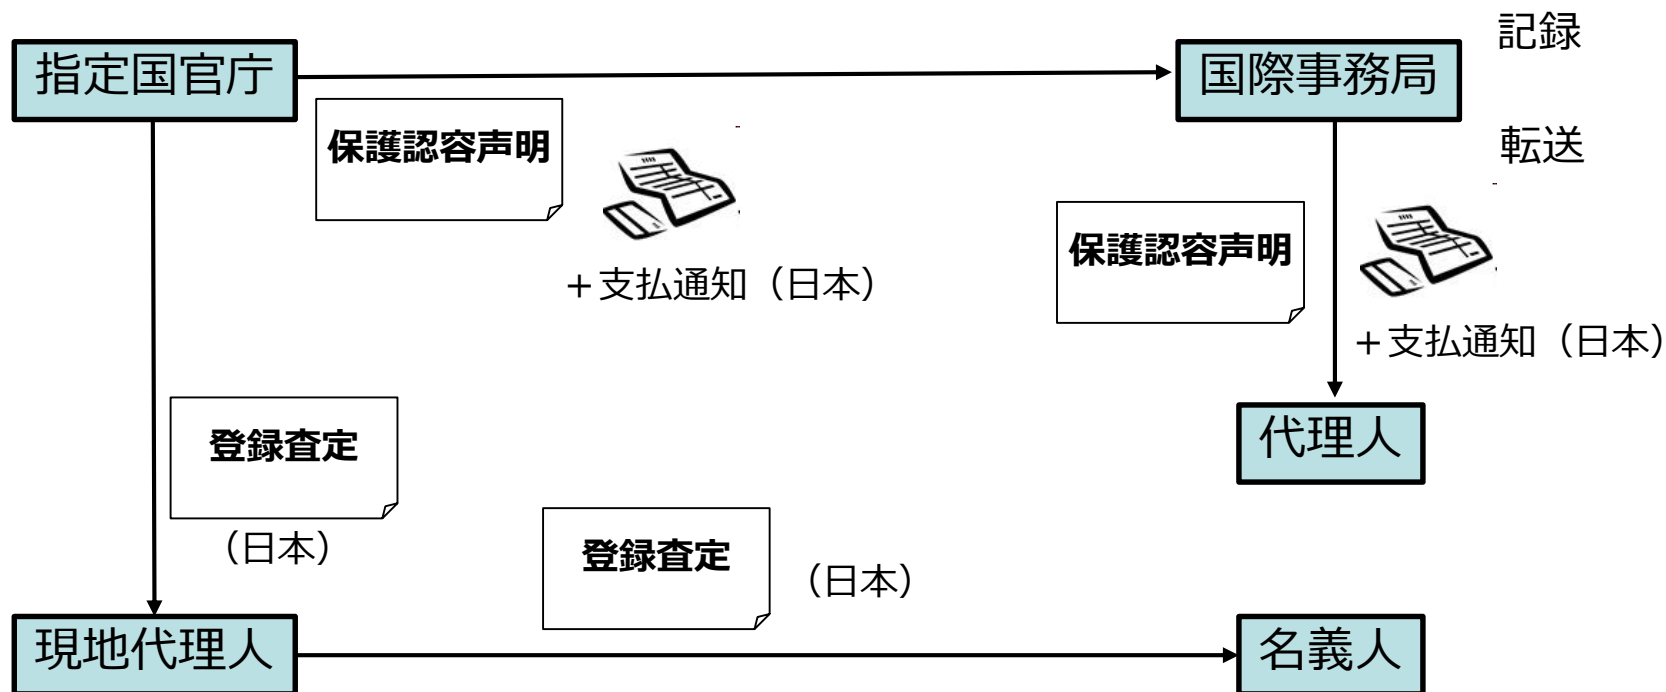 記録
指定国官庁
国際事務局
転送
保護認容声明
＋支払通知（日本）
保護認容声明
＋支払通知（日本）
代理人
登録査定
（日本）
登録査定
（日本）
現地代理人
名義人